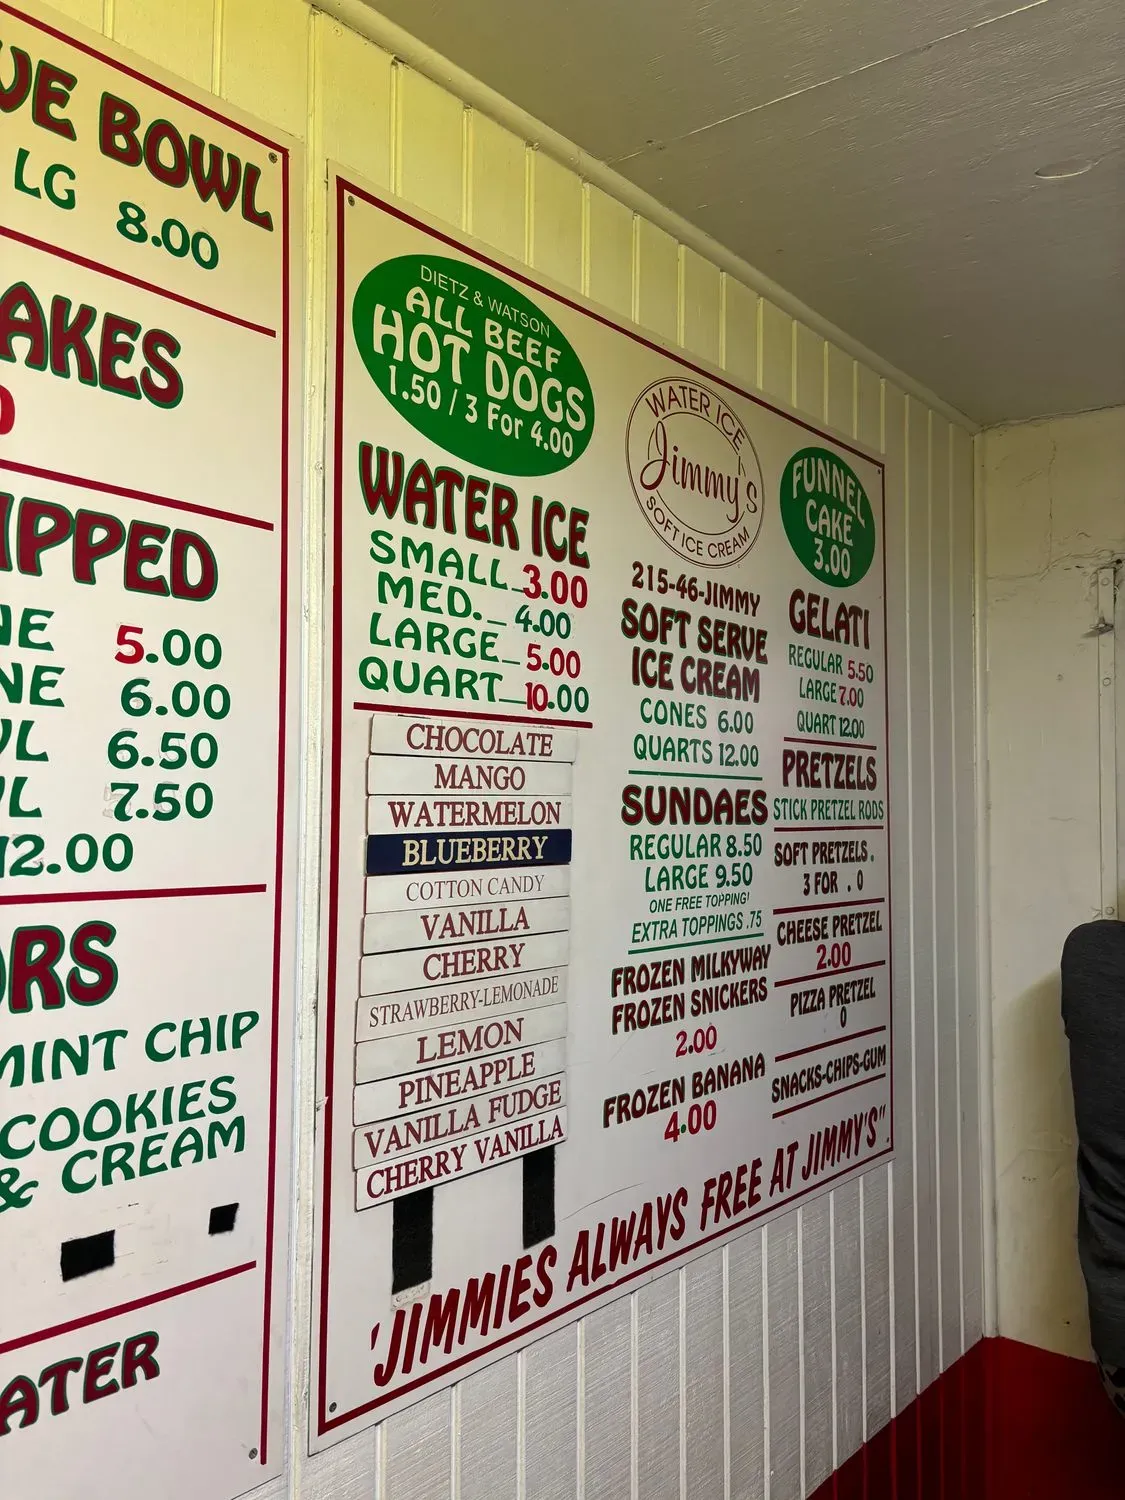 BOWL
LG 8.00
5.00
6.00
6.50
7.50
12.00
MINT CHIP
COOKIES
& CREAM
DIETZ & WATSON
ALL BEEF
HOT DOGS
1.50 / 3 For 4.00
WATER ICE
SMALL 3.00
MED. 4.00
LARGE 5.00
QUART 10.00
CHOCOLATE
MANGO
WATERMELON
BLUEBERRY
COTTON CANDY
VANILLA
CHERRY
STRAWBERRY-LEMONADE
LEMON
PINEAPPLE
VANILLA FUDGE
CHERRY VANILLA
WATER ICE
Jimmy's
SOFT ICE CREAM
215-46-JIMMY
SOFT SERVE
ICE CREAM
CONES 6.00
QUARTS 12.00
SUNDAES
REGULAR 8.50
LARGE 9.50
ONE FREE TOPPING!
EXTRA TOPPINGS .75
FROZEN MILKYWAY
FROZEN SNICKERS
2.00
FROZEN BANANA
4.00
FUNNEL
CAKE
3.00
GELATI
REGULAR 5.50
LARGE 7.00
QUART 12.00
PRETZELS
STICK PRETZEL RODS
SOFT PRETZELS .
3 FOR . 0
CHEESE PRETZEL
2.00
PIZZA PRETZEL
0
SNACKS-CHIPS-GUM
"JIMMIES ALWAYS FREE AT JIMMY'S"